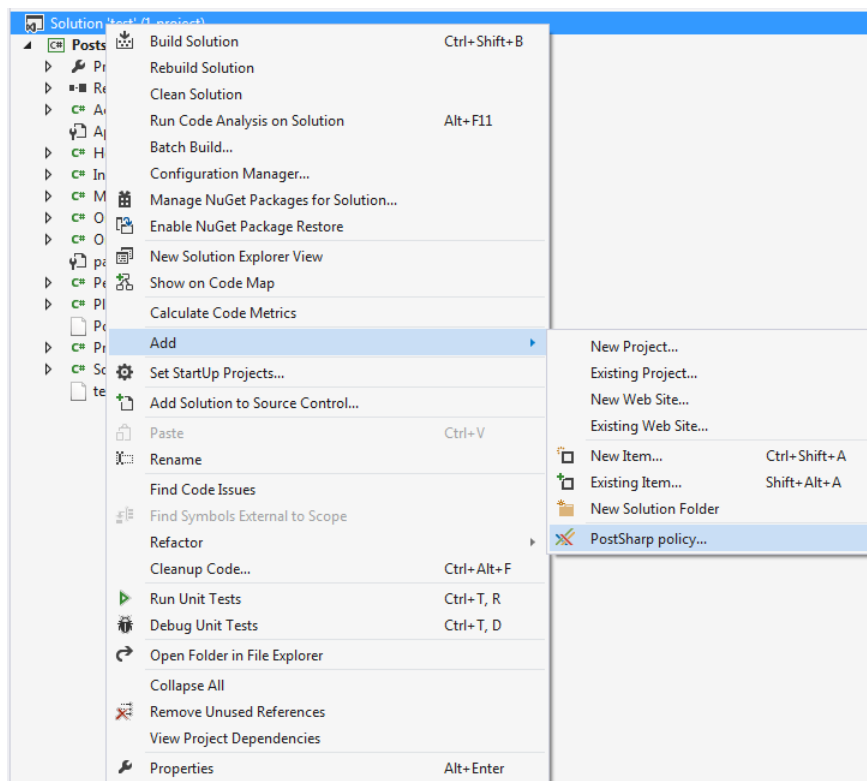 Solution 'test' (1 project)
Posts
Build Solution Ctrl+Shift+B
Rebuild Solution
Clean Solution
Run Code Analysis on Solution Alt+F11
Batch Build...
Configuration Manager...
Manage NuGet Packages for Solution...
Enable NuGet Package Restore
New Solution Explorer View
Show on Code Map
Calculate Code Metrics
Add
Set StartUp Projects...
Add Solution to Source Control...
Paste Ctrl+V
Rename
Find Code Issues
Find Symbols External to Scope
Refactor
Cleanup Code... Ctrl+Alt+F
Run Unit Tests Ctrl+T, R
Debug Unit Tests Ctrl+T, D
Open Folder in File Explorer
Collapse All
Remove Unused References
View Project Dependencies
Properties Alt+Enter
New Project...
Existing Project...
New Web Site...
Existing Web Site...
New Item... Ctrl+Shift+A
Existing Item... Shift+Alt+A
New Solution Folder
PostSharp policy...